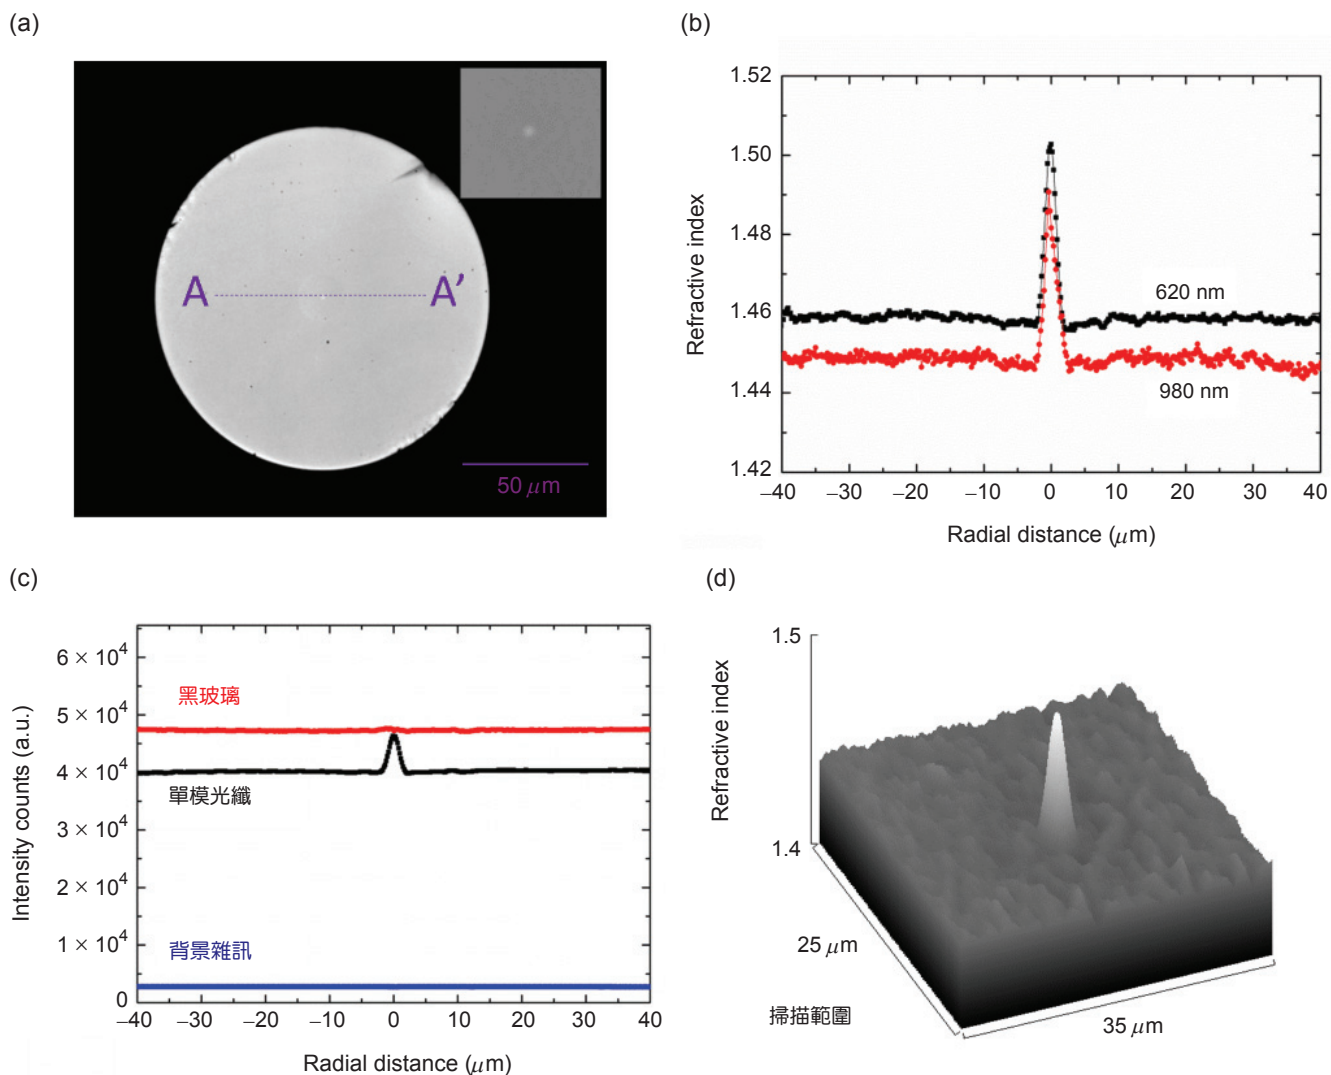 (a)
A
A'
50 μm
(b)
1.52
1.50
1.48
1.46
1.44
1.42
Refractive index
620 nm
980 nm
–40
–30
–20
–10
0
10
20
30
40
Radial distance (μm)
(c)
6 × 10⁴
5 × 10⁴
4 × 10⁴
3 × 10⁴
2 × 10⁴
1 × 10⁴
0
Intensity counts (a.u.)
黑玻璃
單模光纖
背景雜訊
–40
–30
–20
–10
0
10
20
30
40
Radial distance (μm)
(d)
1.5
1.4
Refractive index
25 μm
35 μm
掃描範圍